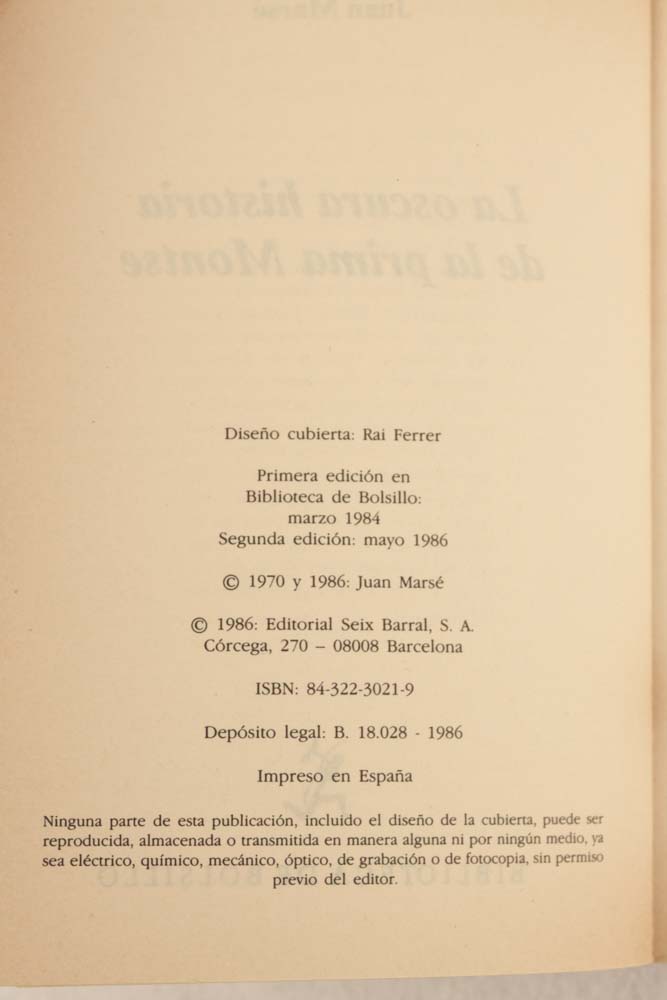 Diseño cubierta: Rai Ferrer
Primera edición en
Biblioteca de Bolsillo:
marzo 1984
Segunda edición: mayo 1986
© 1970 y 1986: Juan Marsé
© 1986: Editorial Seix Barral, S. A.
Córcega, 270 – 08008 Barcelona
ISBN: 84-322-3021-9
Depósito legal: B. 18.028 - 1986
Impreso en España
Ninguna parte de esta publicación, incluido el diseño de la cubierta, puede ser
reproducida, almacenada o transmitida en manera alguna ni por ningún medio, ya
sea eléctrico, químico, mecánico, óptico, de grabación o de fotocopia, sin permiso
previo del editor.